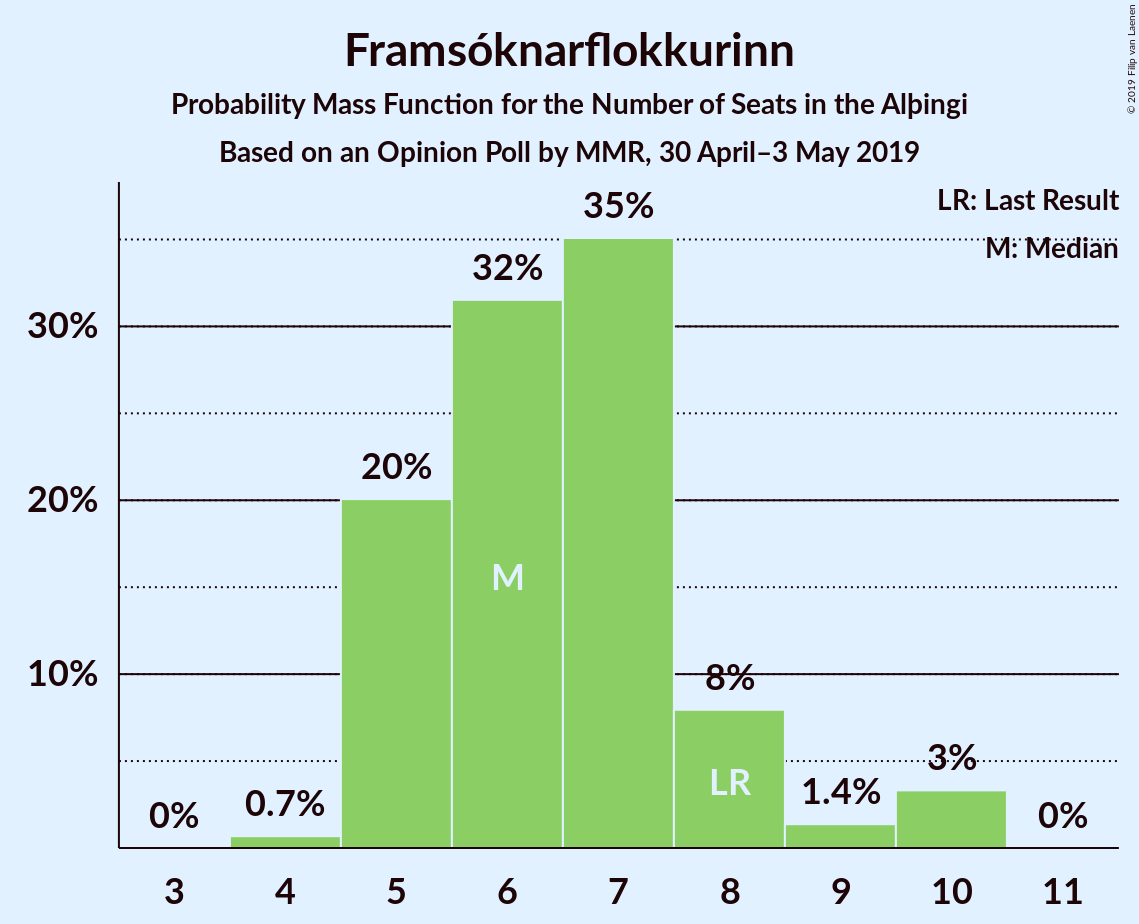 Framsóknarflokkurinn
Probability Mass Function for the Number of Seats in the Alþingi
Based on an Opinion Poll by MMR, 30 April–3 May 2019
© 2019 Filip van Laenen
LR: Last Result
M: Median
35%
32%
30%
20%
20%
M
10%
8%
LR
3%
1.4%
0.7%
0%
0%
3 4 5 6 7 8 9 10 11